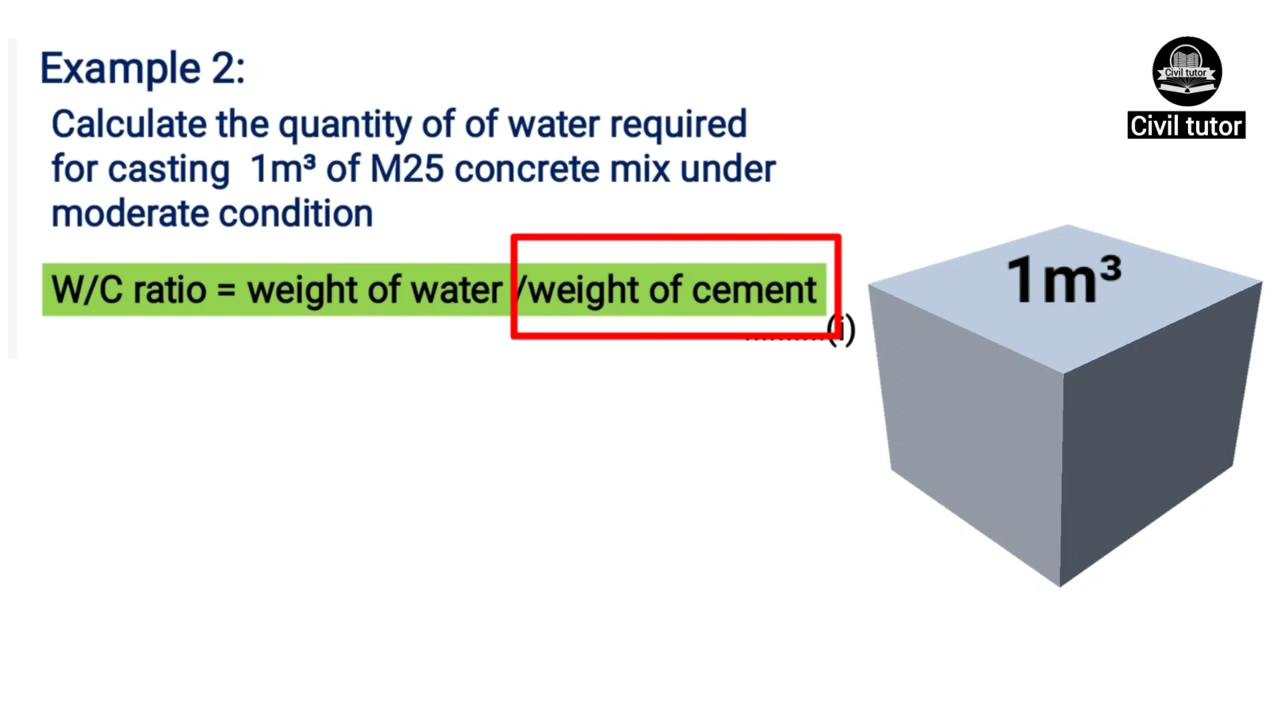 Example 2:
Calculate the quantity of of water required
for casting 1m³ of M25 concrete mix under
moderate condition
W/C ratio = weight of water /weight of cement
............(i)
1m³
Civil tutor
Civil tutor